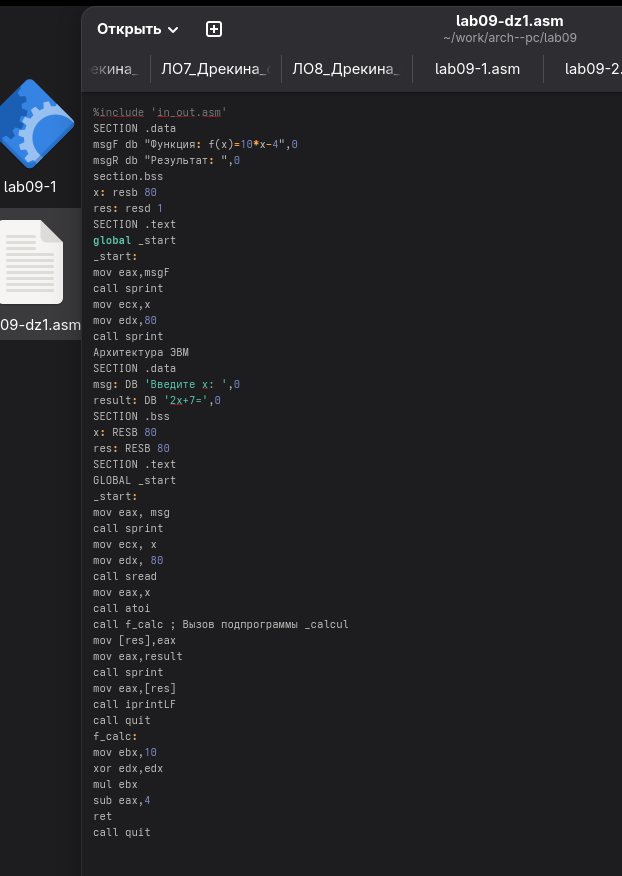 Открыть
lab09-dz1.asm
~/work/arch--pc/lab09
екина_
ЛО7_Дрекина_
ЛО8_Дрекина_
lab09-1.asm
lab09-2.
lab09-1
09-dz1.asm
%include 'in_out.asm'
SECTION .data
msgF db "Функция: f(x)=10*x-4",0
msgR db "Результат: ",0
section.bss
x: resb 80
res: resd 1
SECTION .text
global _start
_start:
mov eax,msgF
call sprint
mov ecx,x
mov edx,80
call sprint
Архитектура ЭВМ
SECTION .data
msg: DB 'Введите x: ',0
result: DB '2x+7=',0
SECTION .bss
x: RESB 80
res: RESB 80
SECTION .text
GLOBAL _start
_start:
mov eax, msg
call sprint
mov ecx, x
mov edx, 80
call sread
mov eax,x
call atoi
call f_calc ; Вызов подпрограммы _calcul
mov [res],eax
mov eax,result
call sprint
mov eax,[res]
call iprintLF
call quit
f_calc:
mov ebx,10
xor edx,edx
mul ebx
sub eax,4
ret
call quit